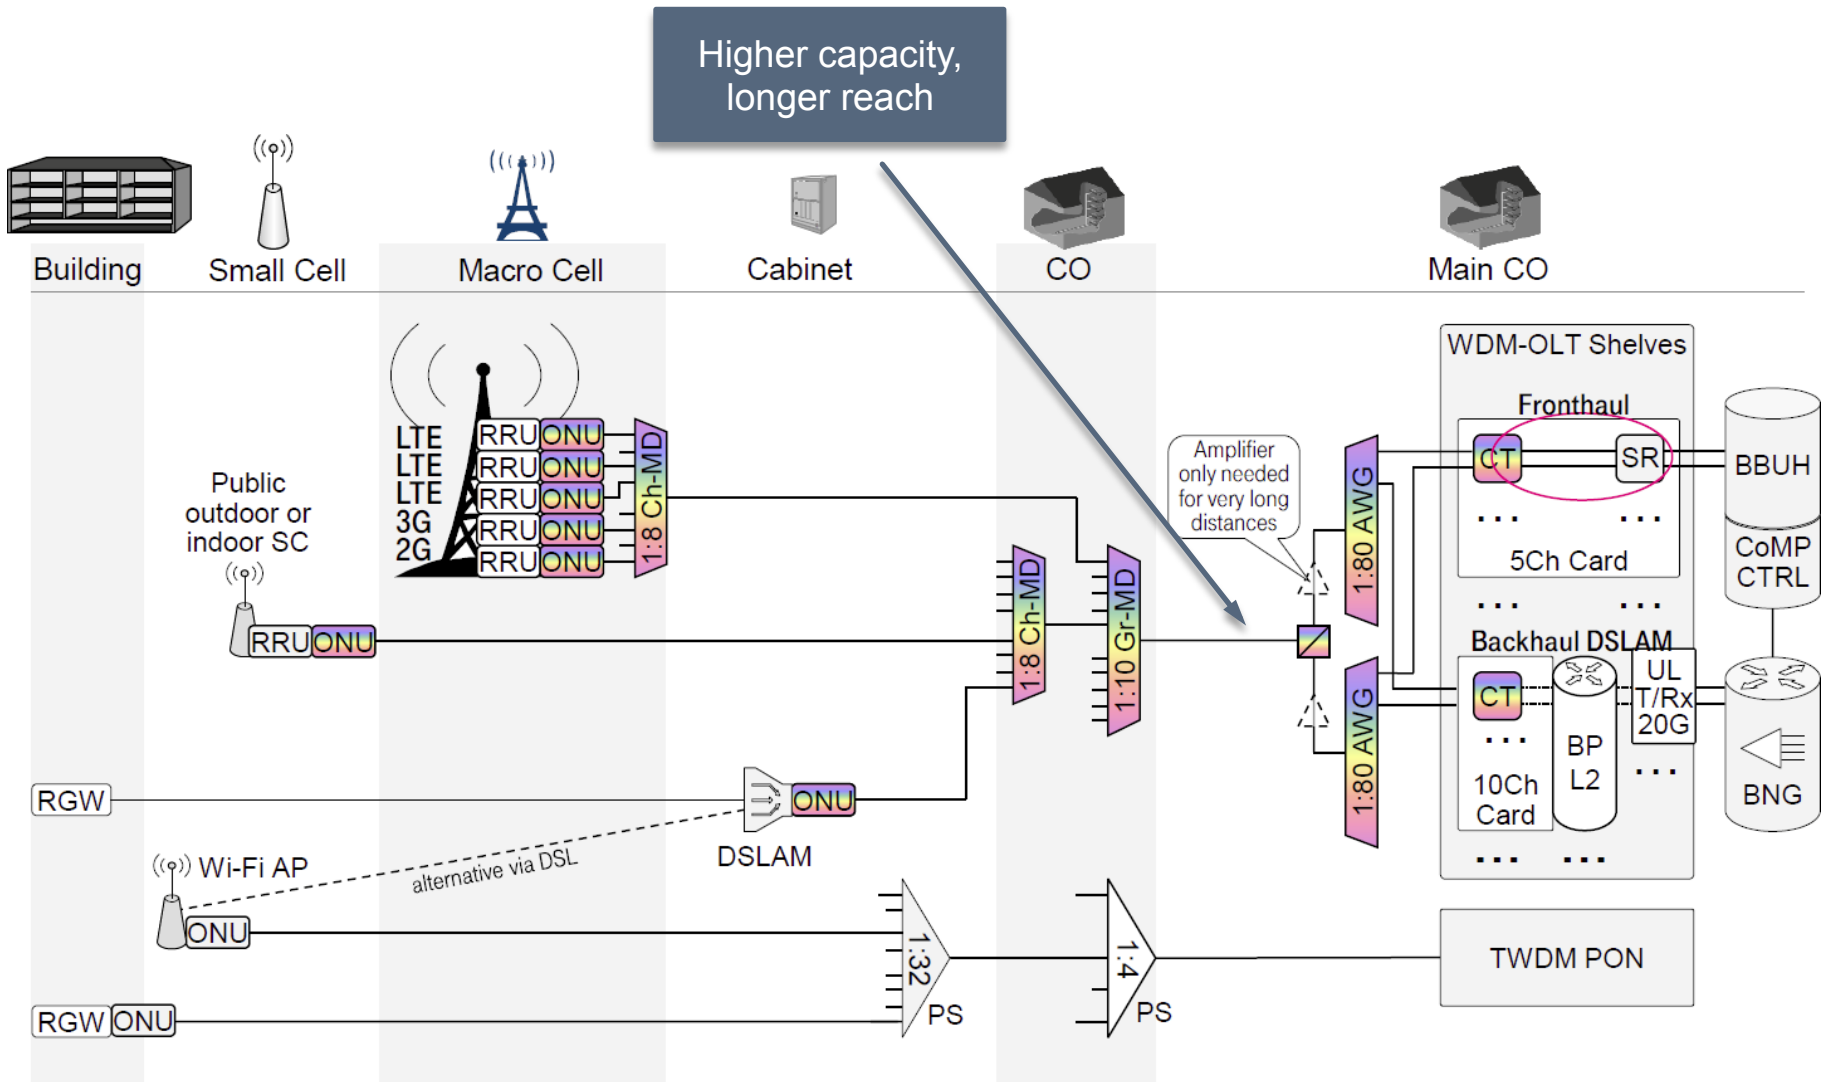 Higher capacity,
longer reach
Building
Small Cell
Macro Cell
Cabinet
CO
Main CO
WDM-OLT Shelves
Fronthaul
LTE
LTE
LTE
3G
2G
RRU ONU
RRU ONU
RRU ONU
RRU ONU
RRU ONU
1:8 Ch-MD
Amplifier
only needed
for very long
distances
1:80 AWG
CT
SR
BBUH
...
...
5Ch Card
CoMP
CTRL
...
...
Public
outdoor or
indoor SC
RRU ONU
1:8 Ch-MD
1:10 Gr-MD
Backhaul DSLAM
1:80 AWG
CT
UL
T/Rx
20G
...
BP
L2
...
10Ch
Card
BNG
...
...
RGW
ONU
DSLAM
alternative via DSL
Wi-Fi AP
ONU
1:32
PS
1:4
PS
TWDM PON
RGW ONU